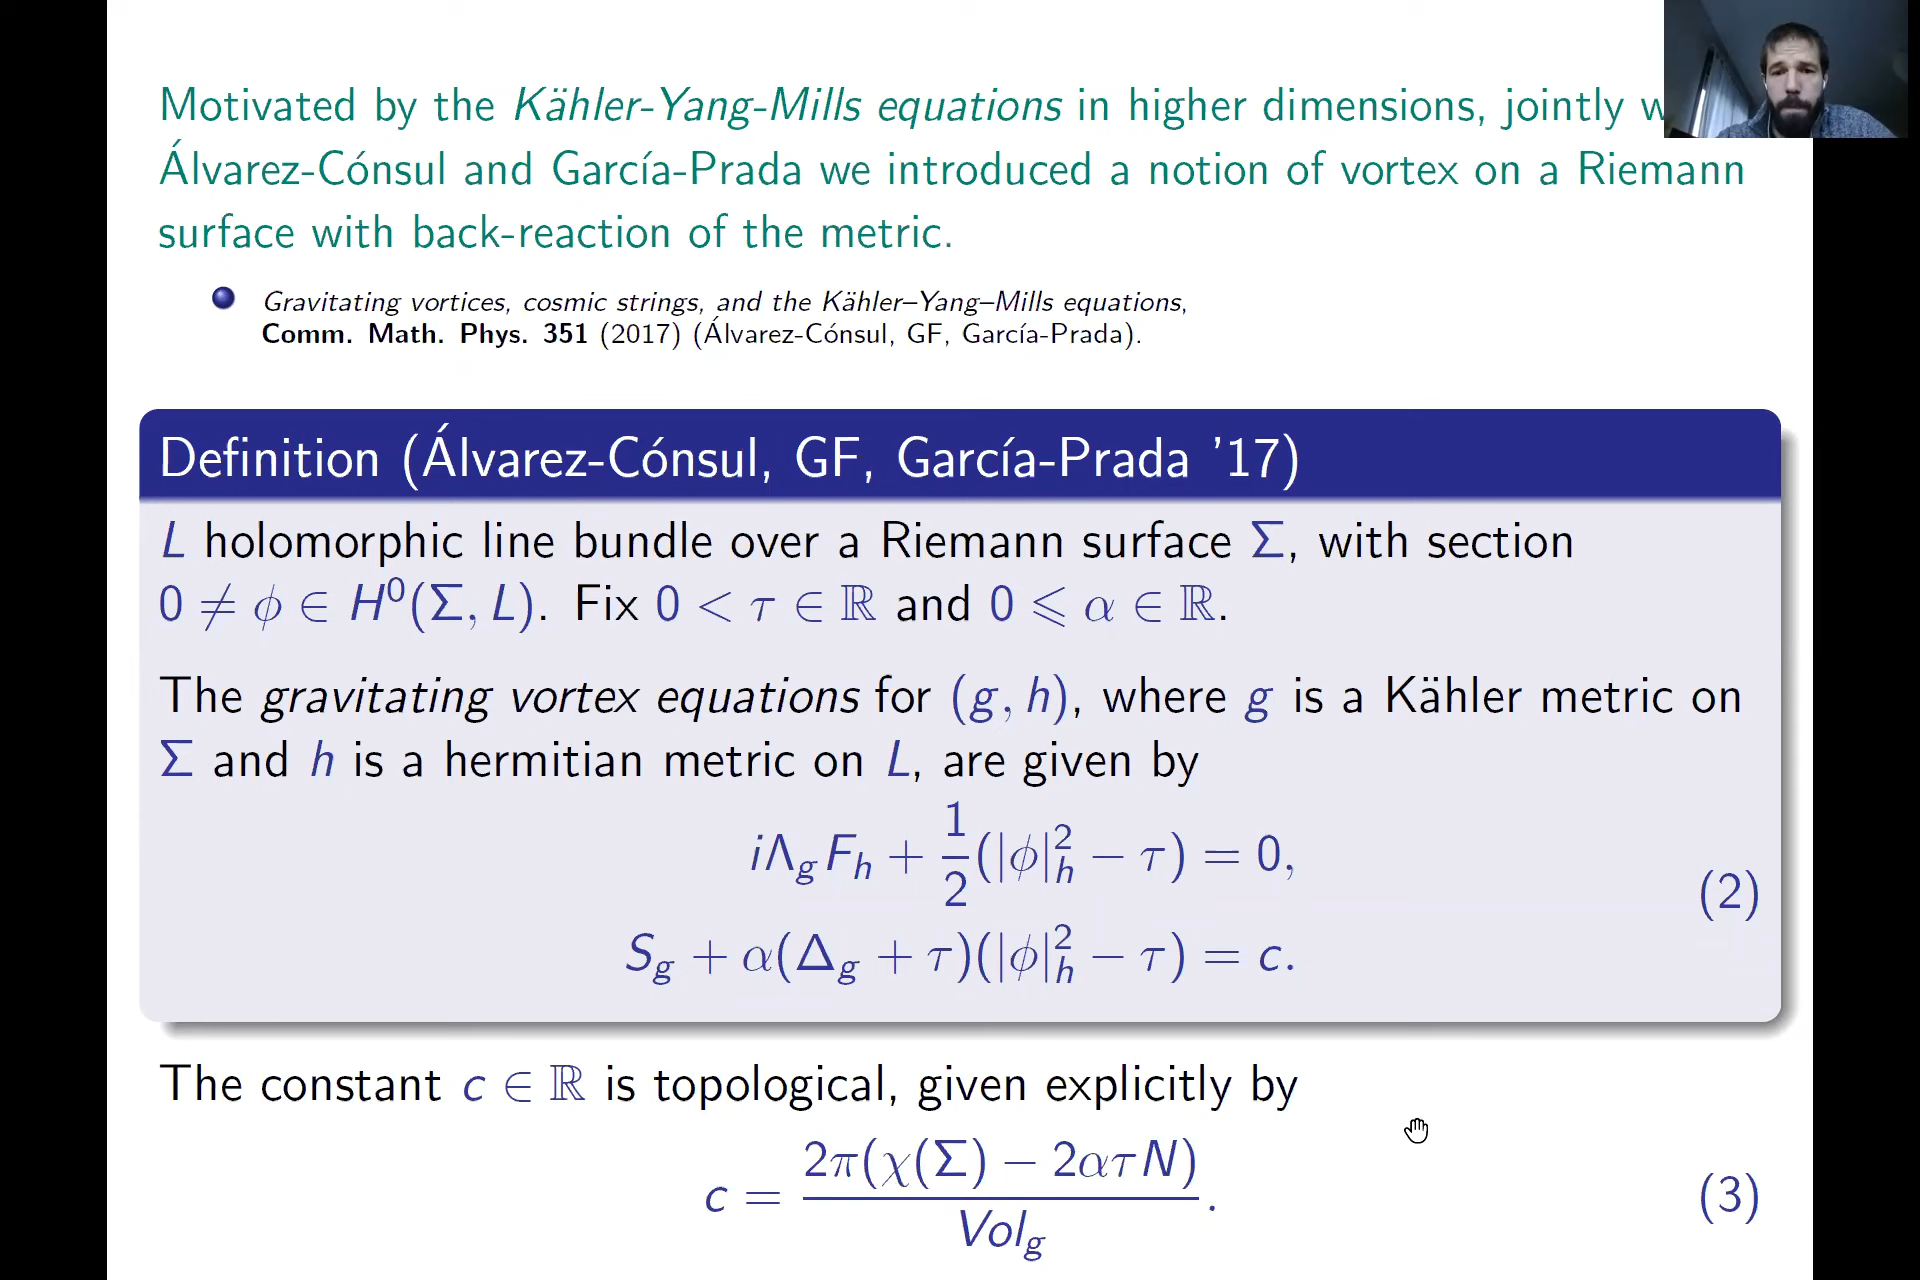 Motivated by the Kähler-Yang-Mills equations in higher dimensions, jointly
Álvarez-Cónsul and García-Prada we introduced a notion of vortex on a Riemann
surface with back-reaction of the metric.
Gravitating vortices, cosmic strings, and the Kähler–Yang–Mills equations,
Comm. Math. Phys. 351 (2017) (Álvarez-Cónsul, GF, García-Prada).
Definition (Álvarez-Cónsul, GF, García-Prada '17)
L holomorphic line bundle over a Riemann surface Σ, with section
0 ≠ ϕ ∈ H⁰(Σ, L). Fix 0 < τ ∈ ℝ and 0 ⩽ α ∈ ℝ.
The gravitating vortex equations for (g, h), where g is a Kähler metric on
Σ and h is a hermitian metric on L, are given by
iΛ_g F_h + \frac{1}{2}(|ϕ|²_h − τ) = 0,
(2)
S_g + α(Δ_g + τ)(|ϕ|²_h − τ) = c.
The constant c ∈ ℝ is topological, given explicitly by
c = \frac{2π(χ(Σ) − 2ατN)}{Vol_g}. (3)